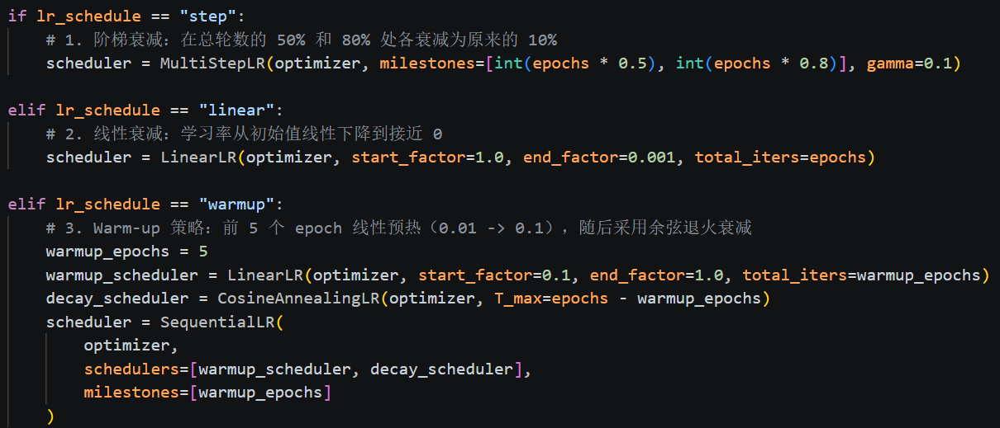 if lr_schedule == "step":
    # 1. 阶梯衰减：在总轮数的 50% 和 80% 处各衰减为原来的 10%
    scheduler = MultiStepLR(optimizer, milestones=[int(epochs * 0.5), int(epochs * 0.8)], gamma=0.1)
elif lr_schedule == "linear":
    # 2. 线性衰减：学习率从初始值线性下降到接近 0
    scheduler = LinearLR(optimizer, start_factor=1.0, end_factor=0.001, total_iters=epochs)
elif lr_schedule == "warmup":
    # 3. Warm-up 策略：前 5 个 epoch 线性预热（0.01 -> 0.1），随后采用余弦退火衰减
    warmup_epochs = 5
    warmup_scheduler = LinearLR(optimizer, start_factor=0.1, end_factor=1.0, total_iters=warmup_epochs)
    decay_scheduler = CosineAnnealingLR(optimizer, T_max=epochs - warmup_epochs)
    scheduler = SequentialLR(
        optimizer,
        schedulers=[warmup_scheduler, decay_scheduler],
        milestones=[warmup_epochs]
    )